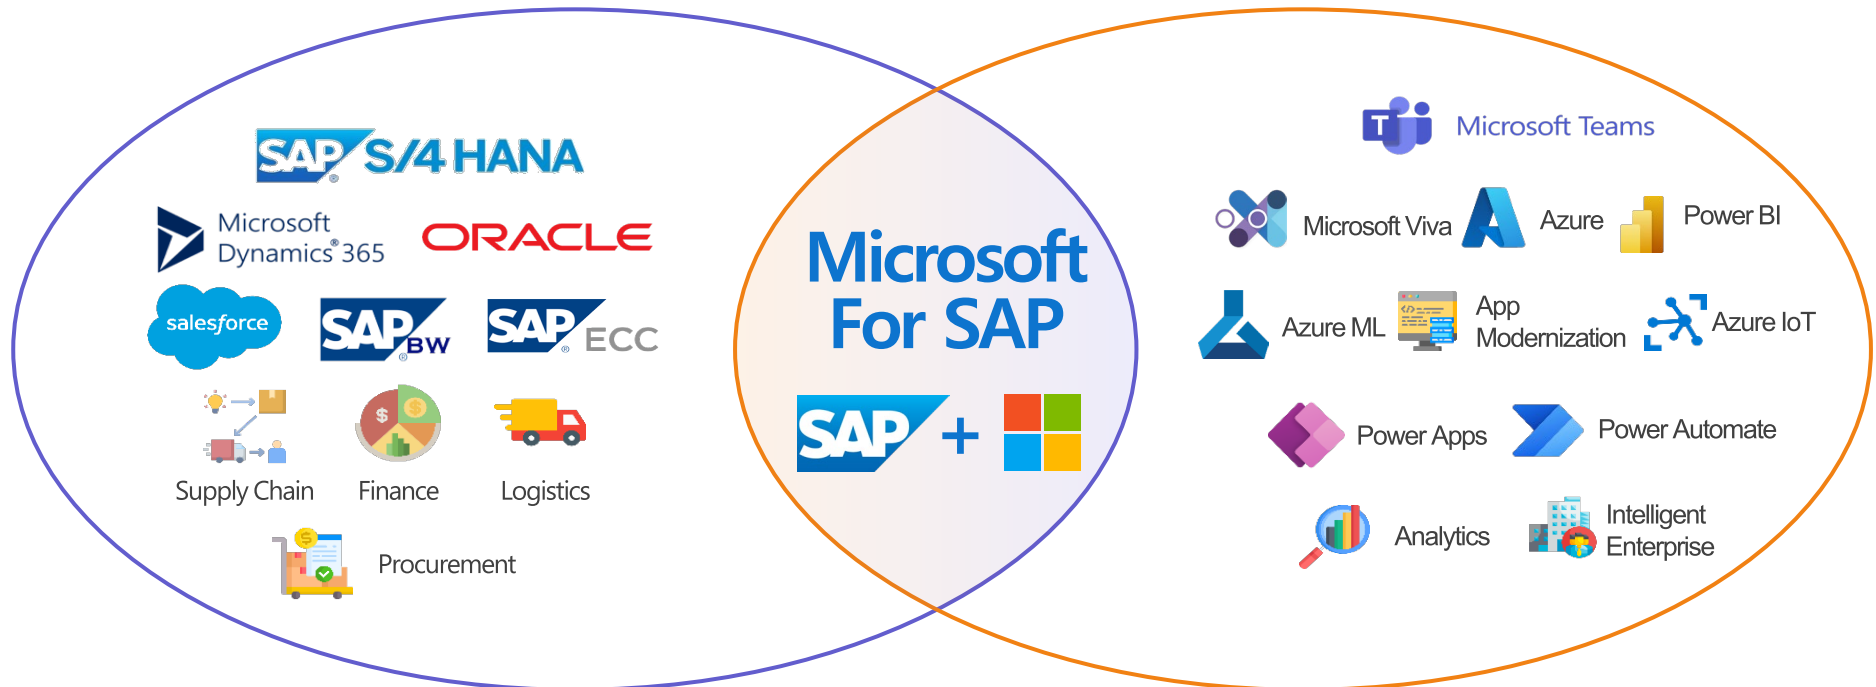 SAP S/4 HANA
®
Microsoft
Dynamics® 365
ORACLE
salesforce
SAP® BW
SAP® ECC
$
$
Supply Chain
Finance
Logistics
$
Procurement
Microsoft
For SAP
SAP +
T
Microsoft Teams
Microsoft Viva
Azure
Power BI
Azure ML
</>
App
Modernization
Azure IoT
Power Apps
Power Automate
Analytics
Intelligent
Enterprise